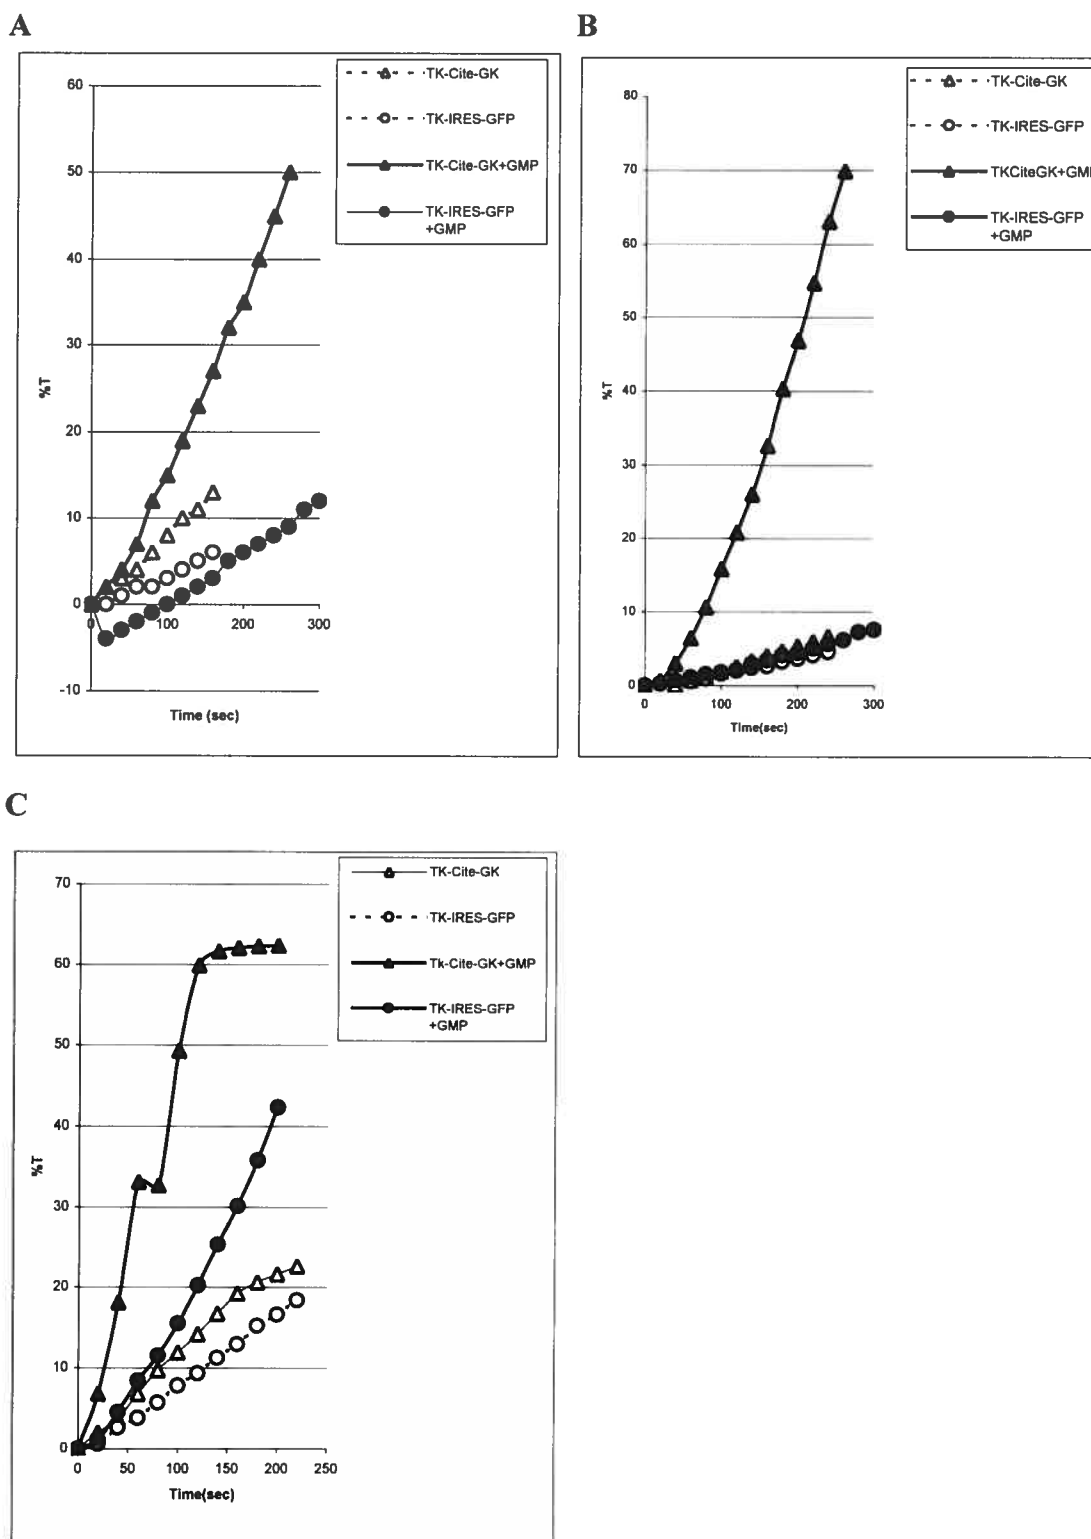 A
60
50
40
30
20
10
0
-10
%T
0
100
200
300
Time (sec)
TK-Cite-GK
TK-IRES-GFP
TK-Cite-GK+GMP
TK-IRES-GFP
+GMP
B
80
70
60
50
40
30
20
10
0
%T
0
100
200
300
Time(sec)
TK-Cite-GK
TK-IRES-GFP
TKCiteGK+GMP
TK-IRES-GFP
+GMP
C
70
60
50
40
30
20
10
0
%T
0
50
100
150
200
250
Time(sec)
TK-Cite-GK
TK-IRES-GFP
Tk-Cite-GK+GMP
TK-IRES-GFP
+GMP